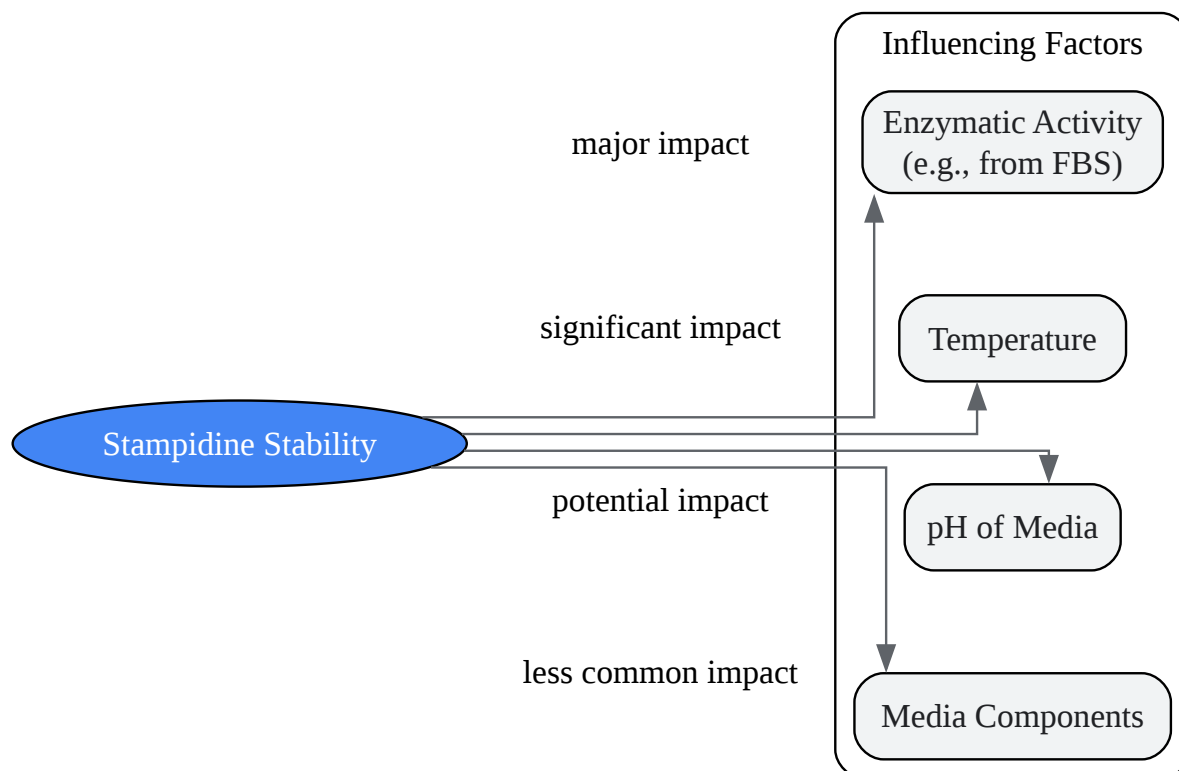 Influencing Factors
major impact
Enzymatic Activity
(e.g., from FBS)
significant impact
Temperature
Stampidine Stability
potential impact
pH of Media
less common impact
Media Components